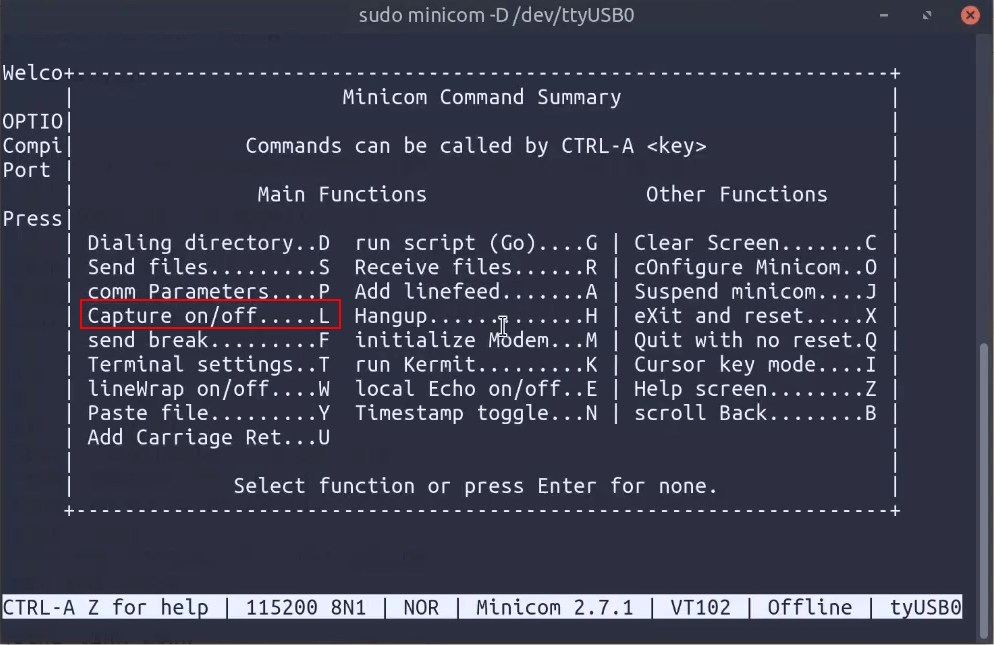 sudo minicom -D /dev/ttyUSB0
Welco+-------------------------------------------------------------------+
| Minicom Command Summary |
OPTIO| |
Compi| Commands can be called by CTRL-A <key> |
Port | |
| Main Functions Other Functions |
Press| |
| Dialing directory..D run script (Go)....G | Clear Screen.......C |
| Send files.........S Receive files......R | cOnfigure Minicom..O |
| comm Parameters....P Add linefeed.......A | Suspend minicom....J |
| Capture on/off.....L Hangup.............H | eXit and reset.....X |
| send break.........F initialize Modem...M | Quit with no reset.Q |
| Terminal settings..T run Kermit.........K | Cursor key mode....I |
| lineWrap on/off....W local Echo on/off..E | Help screen........Z |
| Paste file.........Y Timestamp toggle...N | scroll Back........B |
| Add Carriage Ret...U |
| |
| Select function or press Enter for none. |
+-------------------------------------------------------------------+
CTRL-A Z for help | 115200 8N1 | NOR | Minicom 2.7.1 | VT102 | Offline | tyUSB0